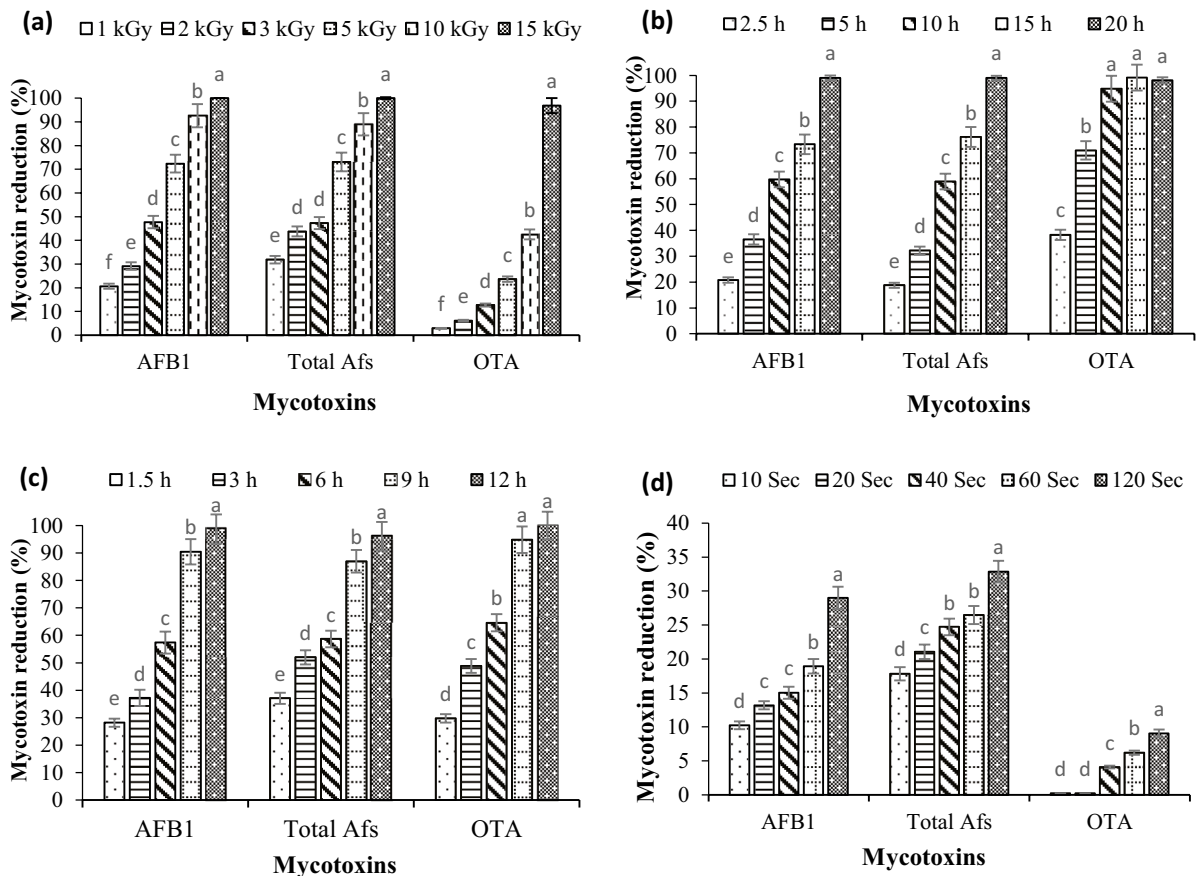 (a)
1 kGy 2 kGy 3 kGy 5 kGy 10 kGy 15 kGy
Mycotoxin reduction (%)
100
90
80
70
60
50
40
30
20
10
0
f e d c b a
e d d c b a
f e d c b a
AFB1 Total Afs OTA
Mycotoxins
(b)
2.5 h 5 h 10 h 15 h 20 h
Mycotoxin reduction (%)
100
90
80
70
60
50
40
30
20
10
0
e d c b a
e d c b a
c b a a a
AFB1 Total Afs OTA
Mycotoxins
(c)
1.5 h 3 h 6 h 9 h 12 h
Mycotoxin reduction (%)
100
90
80
70
60
50
40
30
20
10
0
e d c b a
e d c b a
d c b a a
AFB1 Total Afs OTA
Mycotoxins
(d)
10 Sec 20 Sec 40 Sec 60 Sec 120 Sec
Mycotoxin reduction (%)
40
35
30
25
20
15
10
5
0
d c c b a
d c b b a
d d c b a
AFB1 Total Afs OTA
Mycotoxins